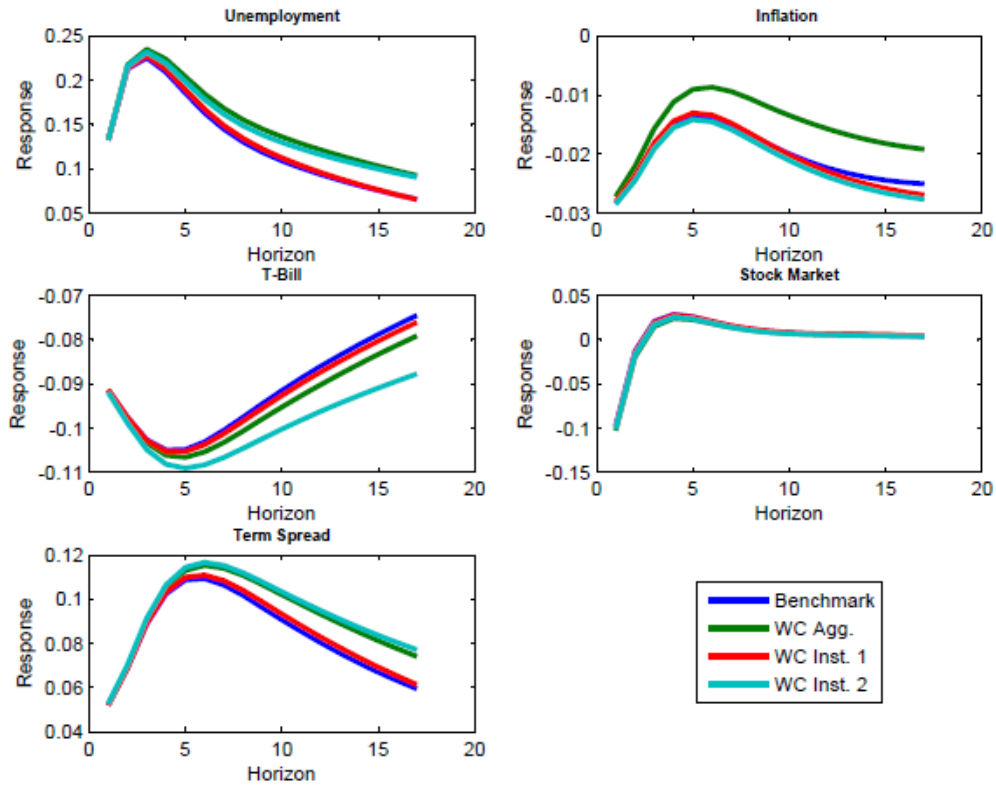 Unemployment
0.25
0.2
0.15
0.1
0.05
Response
0 5 10 15 20
Horizon
Inflation
0
-0.01
-0.02
-0.03
Response
0 5 10 15 20
Horizon
T-Bill
-0.07
-0.08
-0.09
-0.1
-0.11
Response
0 5 10 15 20
Horizon
Stock Market
0.05
0
-0.05
-0.1
-0.15
Response
0 5 10 15 20
Horizon
Term Spread
0.12
0.1
0.08
0.06
0.04
Response
0 5 10 15 20
Horizon
Benchmark
WC Agg.
WC Inst. 1
WC Inst. 2